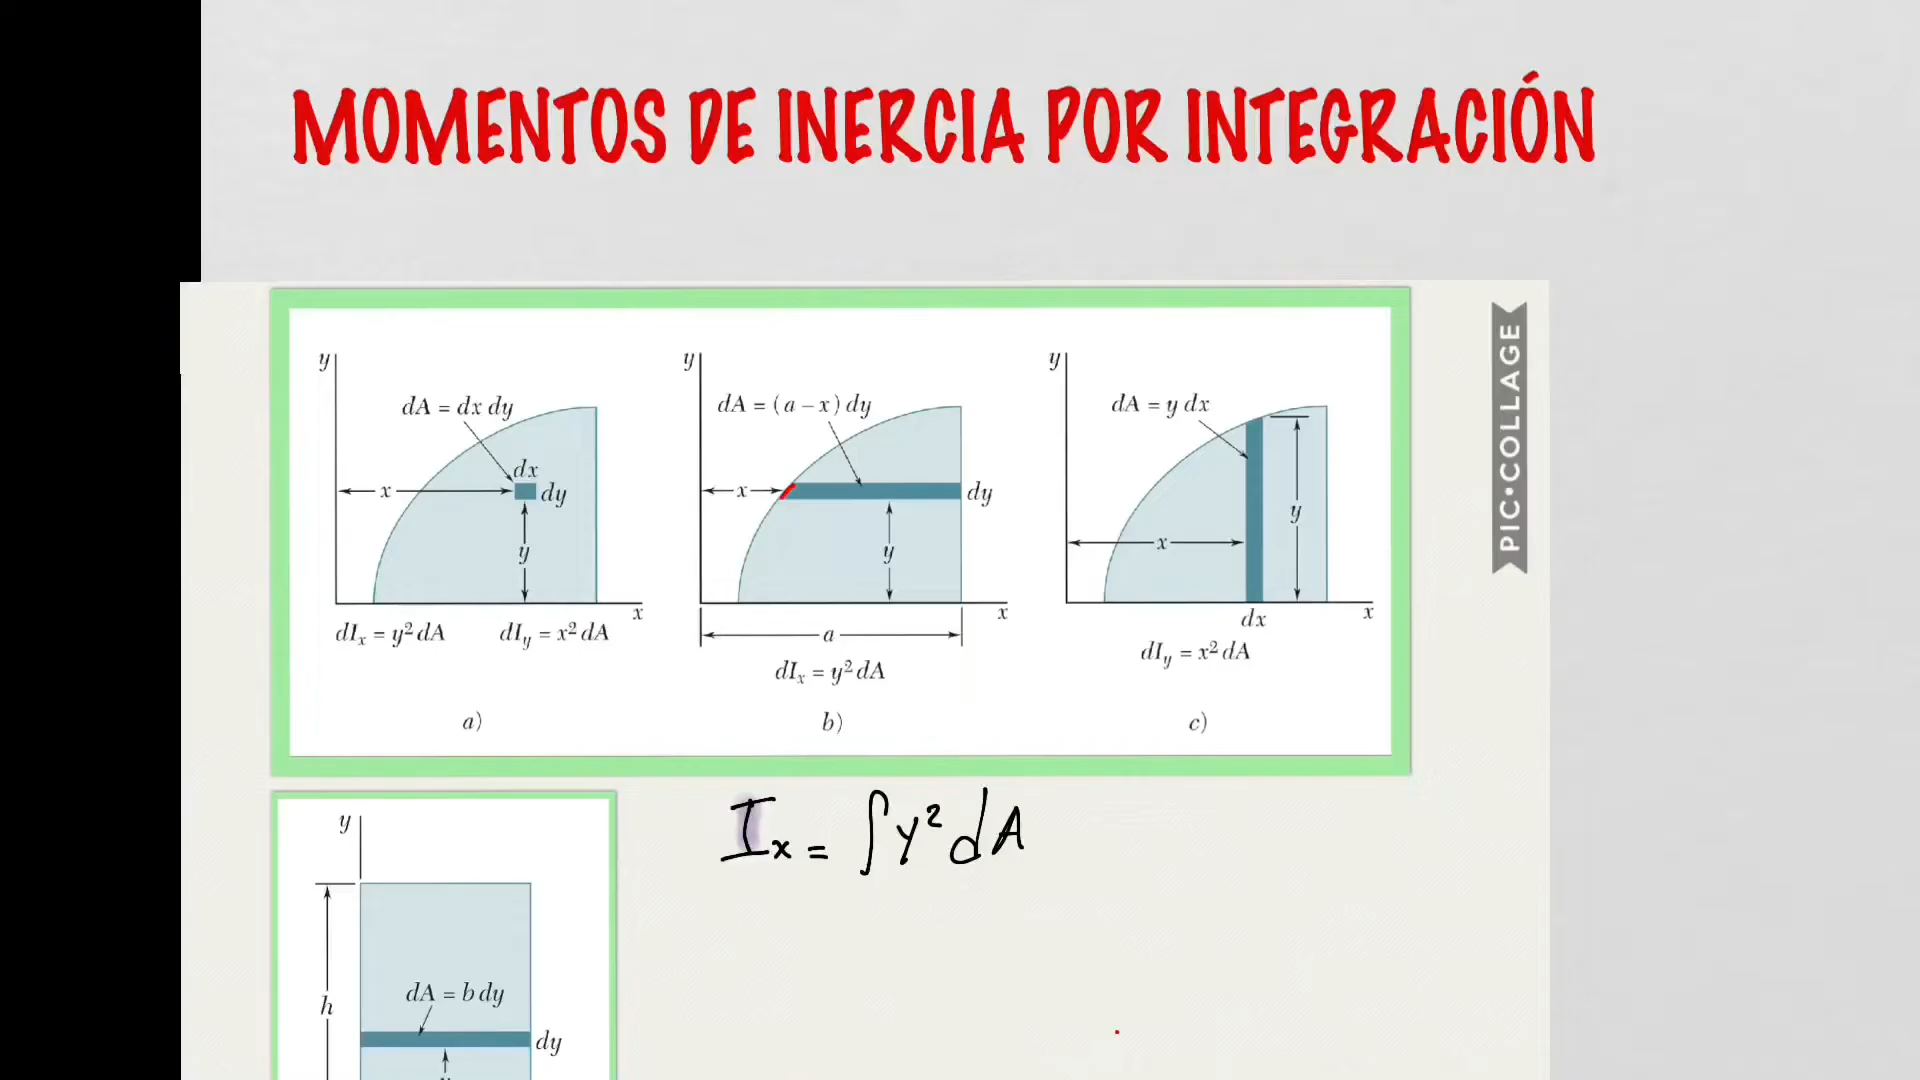 MOMENTOS DE INERCIA POR INTEGRACIÓN
y
dA = dx dy
dx
x
dy
y
x
dIx = y² dA
dIy = x² dA
a)
y
dA = (a – x) dy
x
dy
y
x
a
dIx = y² dA
b)
y
dA = y dx
y
x
x
dx
dIy = x² dA
c)
PIC•COLLAGE
Ix = ∫y² dA
y
h
dA = b dy
dy